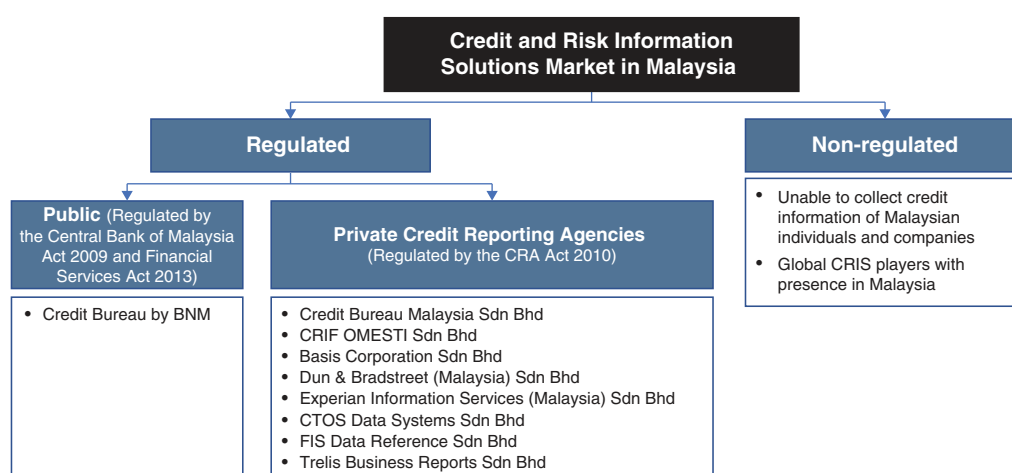 Credit and Risk Information
Solutions Market in Malaysia
Regulated
Non-regulated
Public (Regulated by
the Central Bank of Malaysia
Act 2009 and Financial
Services Act 2013)
Private Credit Reporting Agencies
(Regulated by the CRA Act 2010)
• Unable to collect credit
information of Malaysian
individuals and companies
• Global CRIS players with
presence in Malaysia
• Credit Bureau by BNM
• Credit Bureau Malaysia Sdn Bhd
• CRIF OMESTI Sdn Bhd
• Basis Corporation Sdn Bhd
• Dun & Bradstreet (Malaysia) Sdn Bhd
• Experian Information Services (Malaysia) Sdn Bhd
• CTOS Data Systems Sdn Bhd
• FIS Data Reference Sdn Bhd
• Trelis Business Reports Sdn Bhd